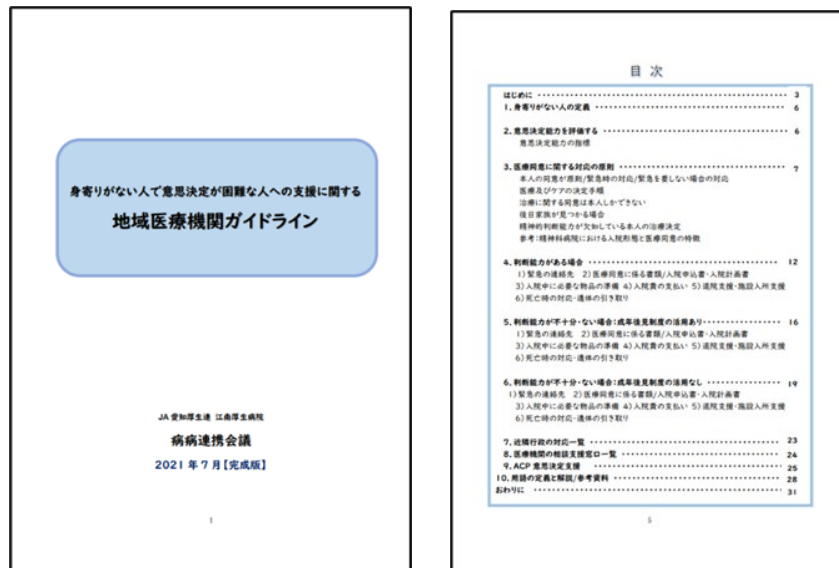 身寄りがない人で意思決定が困難な人への支援に関する
地域医療機関ガイドライン
JA愛知厚生連 江南厚生病院
病病連携会議
2021年7月【完成版】
1
目 次
はじめに ・・・・・・・・・・・・・・・・・・・・・・・・・・・・ 3
1.身寄りがない人の定義 ・・・・・・・・・・・・・・・・・・・・・・ 6
2.意思決定能力を評価する ・・・・・・・・・・・・・・・・・・・・・ 6
意思決定能力の指標
3.医療同意に関する対応の原則 ・・・・・・・・・・・・・・・・・・・ 7
本人の同意が原則/緊急時の対応/緊急を要しない場合の対応
医療及びケアの決定手順
治療に関する同意は本人しかできない
後日家族が見つかる場合
精神的判断能力が欠如している本人の治療決定
参考:精神科病院における入院形態と医療同意の特徴
4.判断能力がある場合 ・・・・・・・・・・・・・・・・・・・・・・・ 12
1)緊急の連絡先 2)医療同意に係る書類/入院申込書・入院計画書
3)入院中に必要な物品の準備 4)入院費の支払い 5)退院支援・施設入所支援
6)死亡時の対応・遺体の引き取り
5.判断能力が不十分・ない場合:成年後見制度の活用あり・・・・・・・・・ 16
1)緊急の連絡先 2)医療同意に係る書類/入院申込書・入院計画書
3)入院中に必要な物品の準備 4)入院費の支払い 5)退院支援・施設入所支援
6)死亡時の対応・遺体の引き取り
6.判断能力が不十分・ない場合:成年後見制度の活用なし ・・・・・・・・ 19
1)緊急の連絡先 2)医療同意に係る書類/入院申込書・入院計画書
3)入院中に必要な物品の準備 4)入院費の支払い 5)退院支援・施設入所支援
6)死亡時の対応・遺体の引き取り
7.近隣行政の対応一覧 ・・・・・・・・・・・・・・・・・・・・・・・ 23
8.医療機関の相談支援窓口一覧 ・・・・・・・・・・・・・・・・・・・ 24
9.ACP意思決定支援 ・・・・・・・・・・・・・・・・・・・・・・・・ 25
10.用語の定義と解説/参考資料 ・・・・・・・・・・・・・・・・・・・ 28
おわりに ・・・・・・・・・・・・・・・・・・・・・・・・・・・・ 31
5